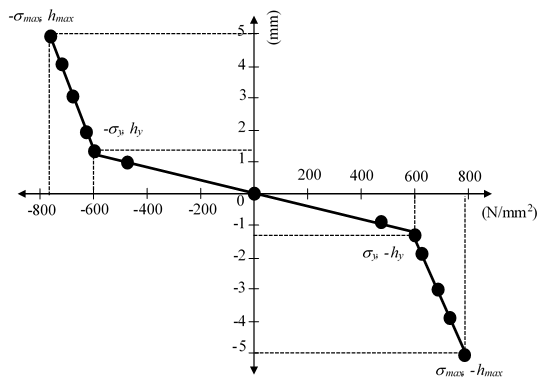 -σmax, hmax
5
(mm)
4
3
2
-σy, hy
1
200 400 600 800
0
-800 -600 -400 -200
(N/mm²)
-1
σy, -hy
-2
-3
-4
-5
σmax, -hmax